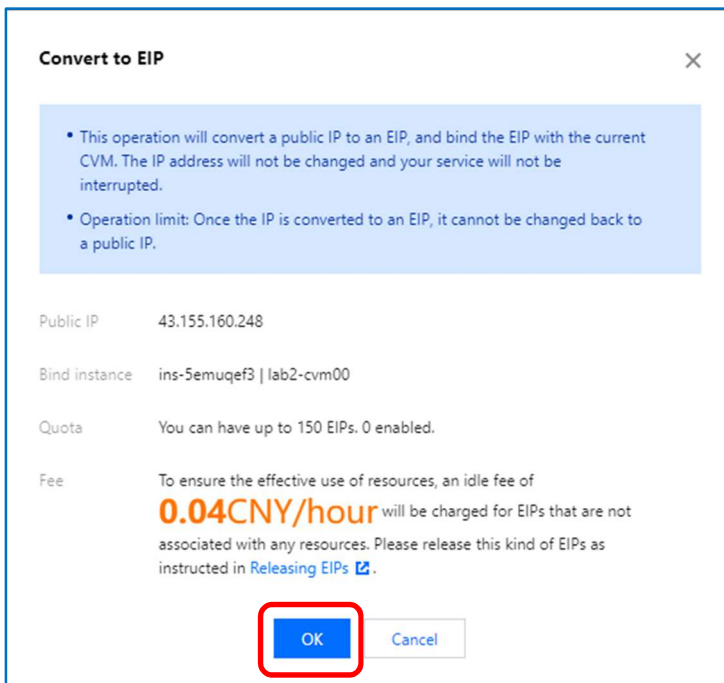 Convert to EIP
• This operation will convert a public IP to an EIP, and bind the EIP with the current
CVM. The IP address will not be changed and your service will not be
interrupted.
• Operation limit: Once the IP is converted to an EIP, it cannot be changed back to
a public IP.
Public IP 43.155.160.248
Bind instance ins-5emuqef3 | lab2-cvm00
Quota You can have up to 150 EIPs. 0 enabled.
Fee To ensure the effective use of resources, an idle fee of
0.04CNY/hour will be charged for EIPs that are not
associated with any resources. Please release this kind of EIPs as
instructed in Releasing EIPs.
OK Cancel